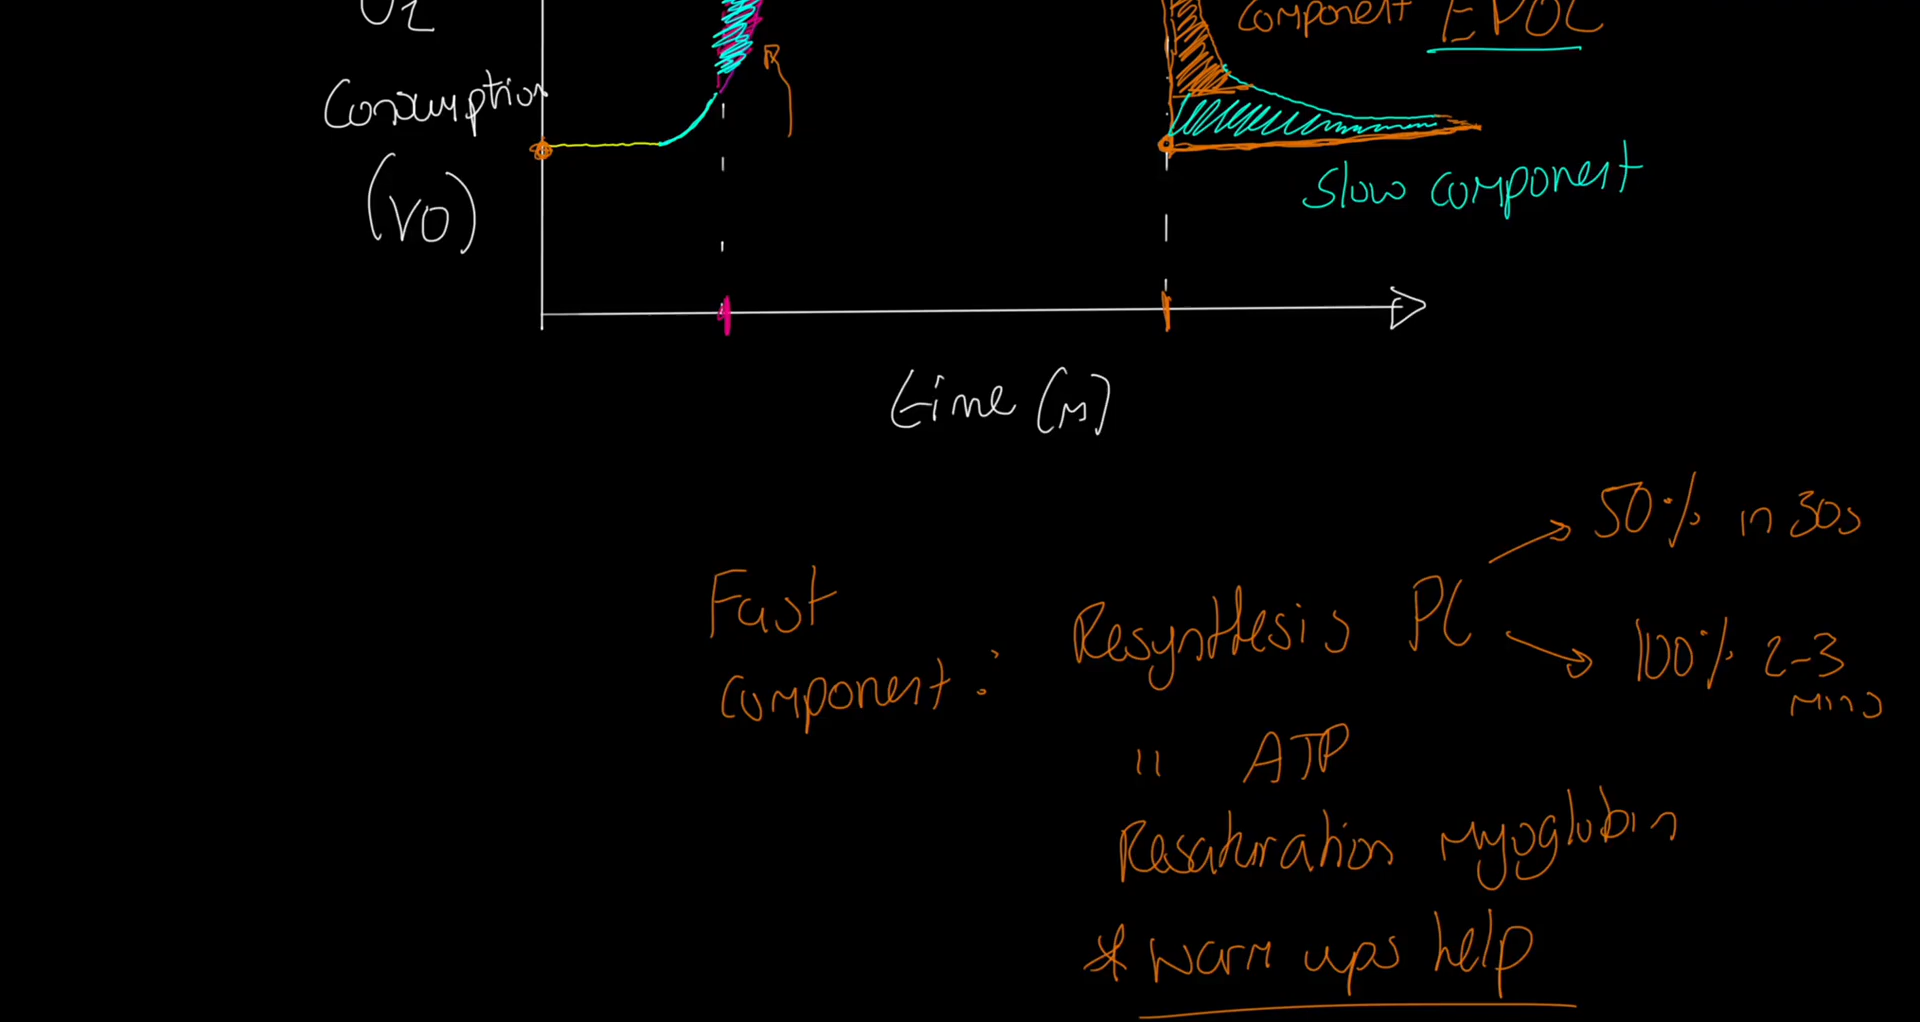 O2
Consumption
(VO)
component EPOC
Slow component
time (m)
Fast
component:
Resynthesis PC
50% in 30s
100% 2-3
mins
" ATP
Resaturation Myoglobin
* Warm ups help